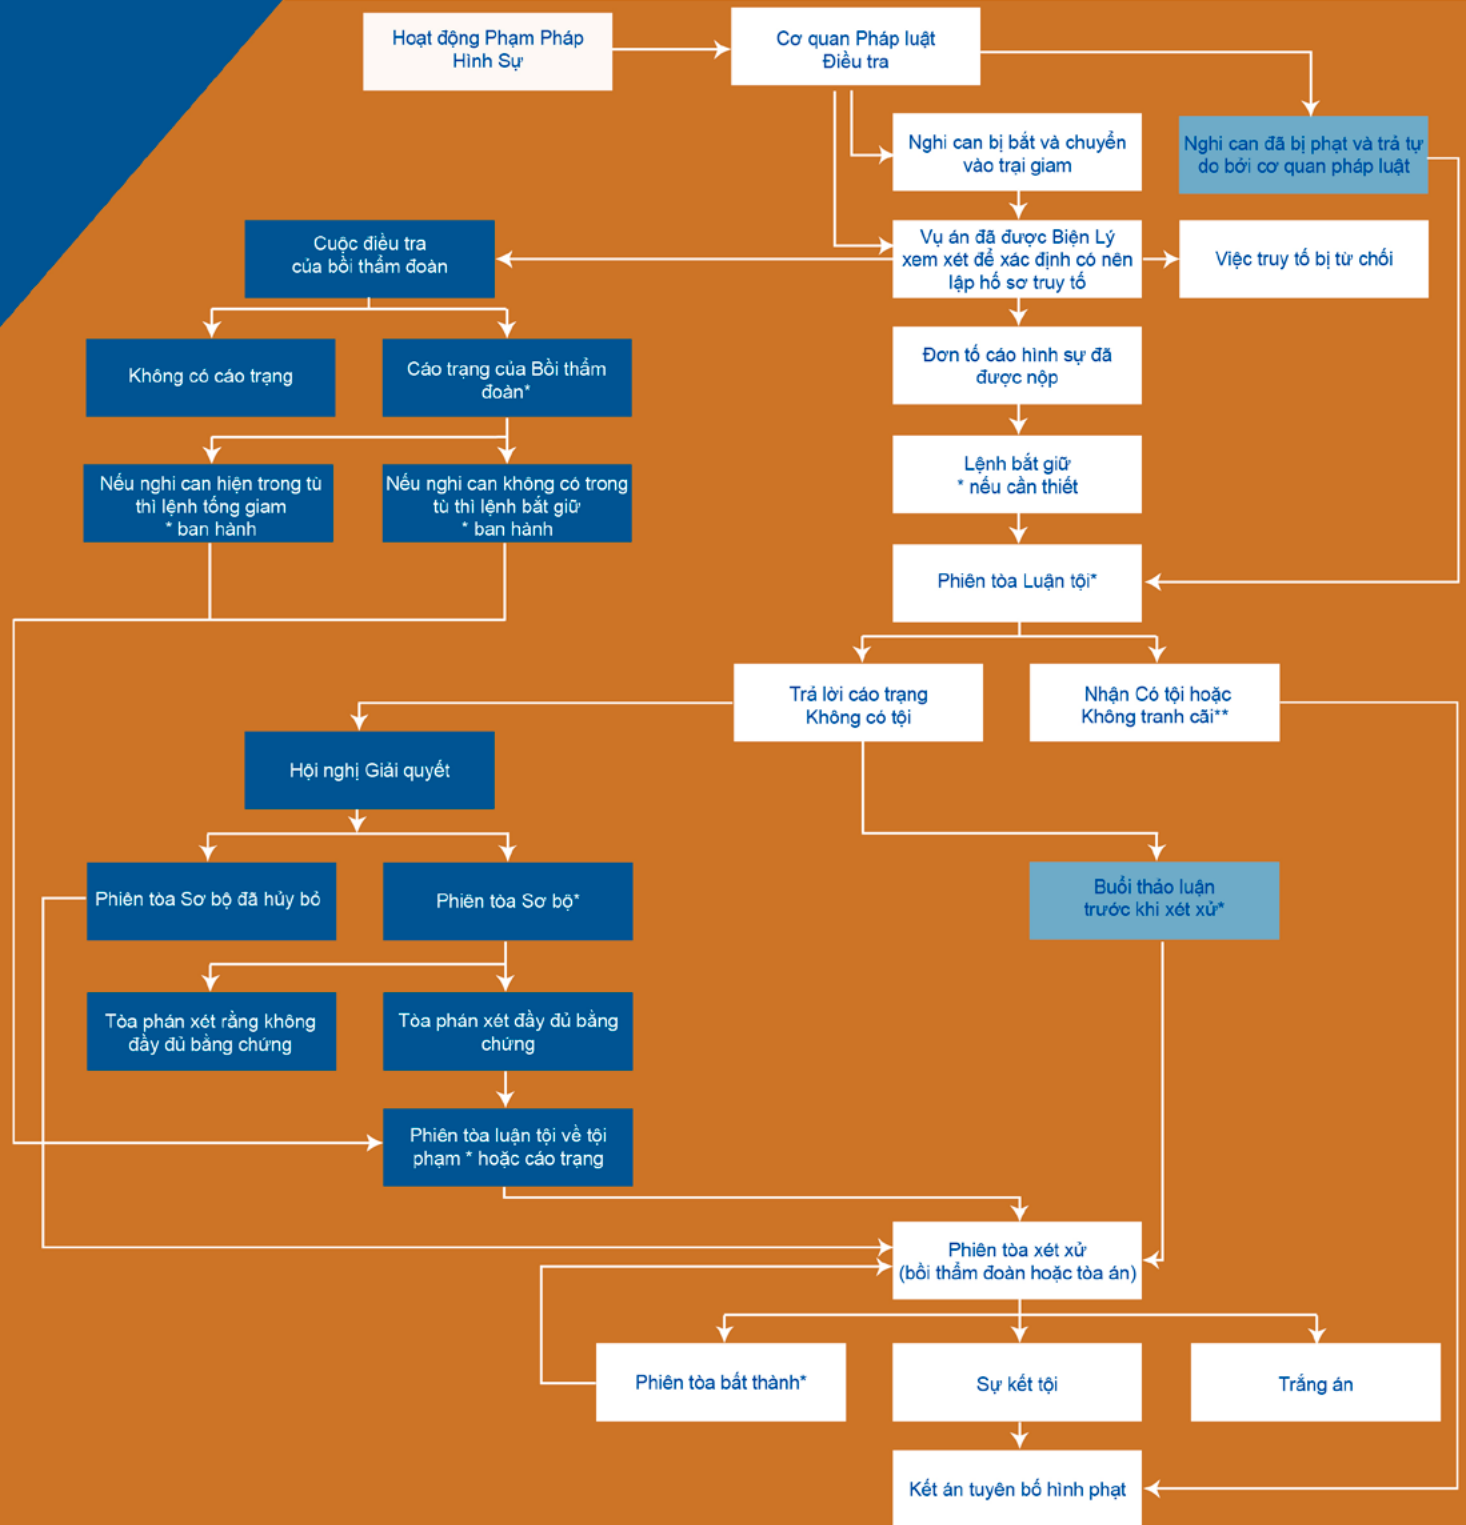 Hoạt động Phạm Pháp
Hình Sự
Cơ quan Pháp luật
Điều tra
Nghi can bị bắt và chuyển
vào trại giam
Nghi can đã bị phạt và trả tự
do bởi cơ quan pháp luật
Cuộc điều tra
của bồi thẩm đoàn
Vụ án đã được Biện Lý
xem xét để xác định có nên
lập hố sơ truy tố
Việc truy tố bị từ chối
Không có cáo trạng
Cáo trạng của Bồi thẩm
đoàn*
Đơn tố cáo hình sự đã
được nộp
Nếu nghi can hiện trong tù
thì lệnh tống giam
* ban hành
Nếu nghi can không có trong
tù thì lệnh bắt giữ
* ban hành
Lệnh bắt giữ
* nếu cần thiết
Phiên tòa Luận tội*
Trả lời cáo trạng
Không có tội
Nhận Có tội hoặc
Không tranh cãi**
Hội nghị Giải quyết
Phiên tòa Sơ bộ đã hủy bỏ
Phiên tòa Sơ bộ*
Buổi thảo luận
trước khi xét xử*
Tòa phán xét rằng không
đầy đủ bằng chứng
Tòa phán xét đầy đủ bằng
chứng
Phiên tòa luận tội về tội
phạm * hoặc cáo trạng
Phiên tòa xét xử
(bồi thẩm đoàn hoặc tòa án)
Phiên tòa bất thành*
Sự kết tội
Trắng án
Kết án tuyên bố hình phạt